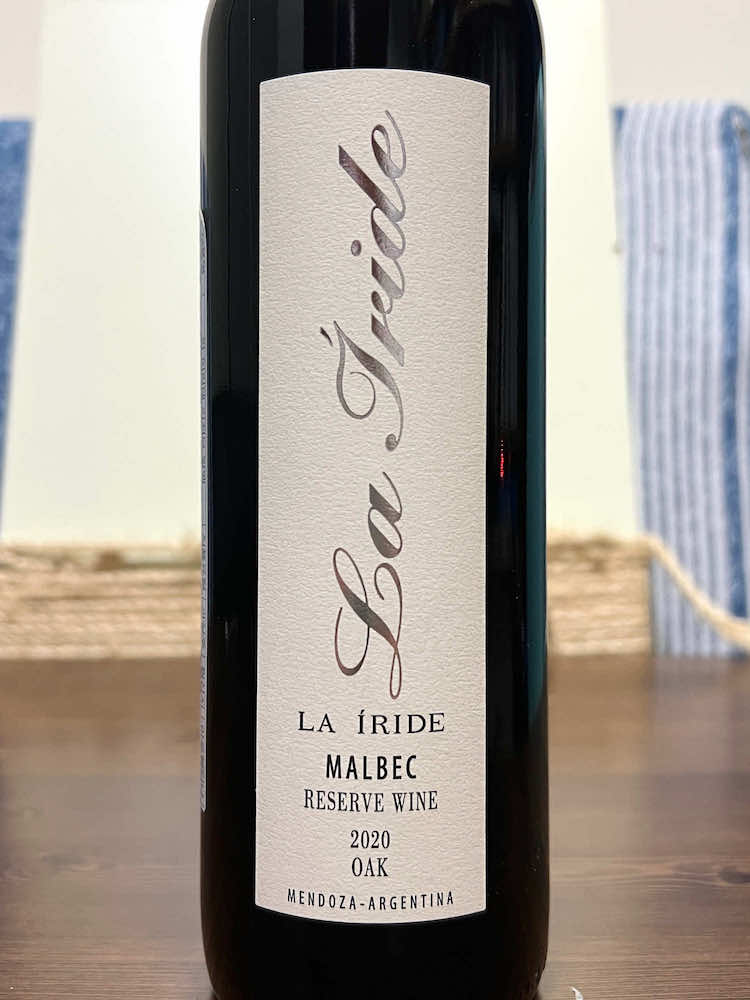 La Íride
LA ÍRIDE
MALBEC
RESERVE WINE
2020
OAK
MENDOZA-ARGENTINA